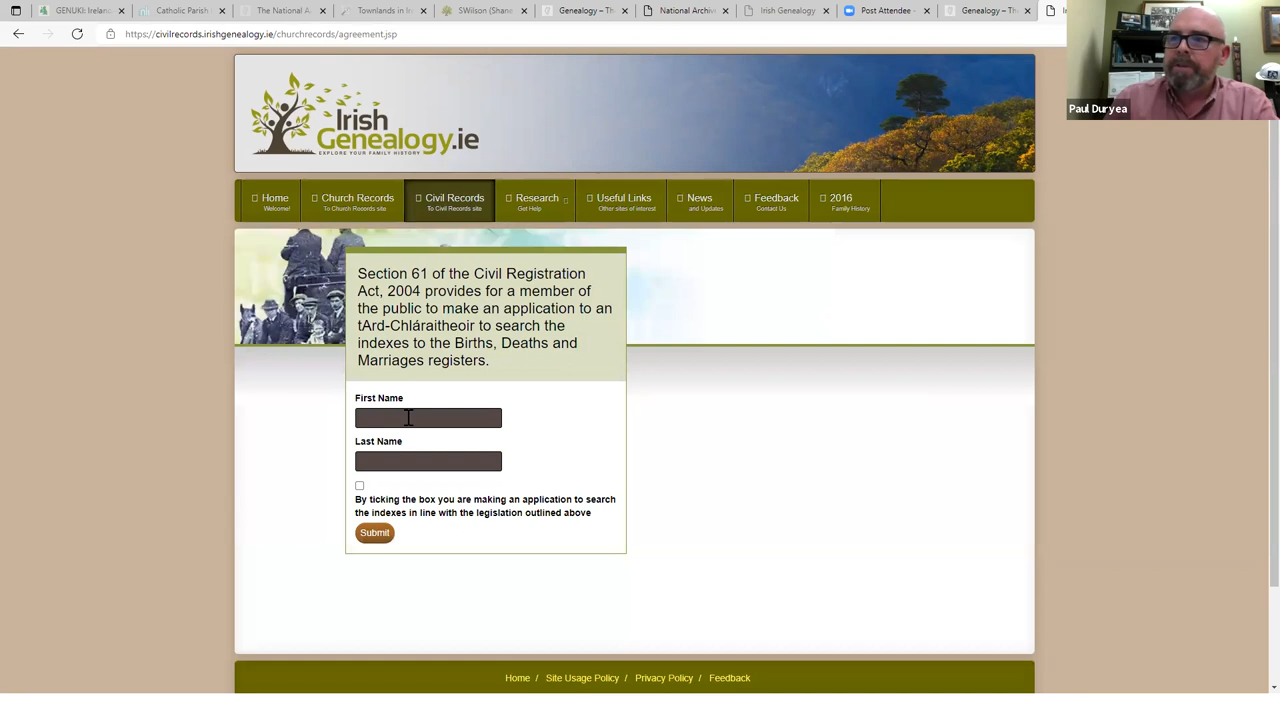 GENUKI: Irelan
Catholic Parish
The National A
Townlands in Ir
SWilson (Shane
Genealogy – Th
National Archiv
Irish Genealogy
Post Attendee -
Genealogy – The
https://civilrecords.irishgenealogy.ie/churchrecords/agreement.jsp
Paul Duryea
Irish
Genealogy.ie
EXPLORE YOUR FAMILY HISTORY
Home
Welcome!
Church Records
To Church Records site
Civil Records
To Civil Records site
Research
Get Help
Useful Links
Other sites of interest
News
and Updates
Feedback
Contact Us
2016
Family History
Section 61 of the Civil Registration
Act, 2004 provides for a member of
the public to make an application to an
tArd-Chláraitheoir to search the
indexes to the Births, Deaths and
Marriages registers.
First Name
Last Name
By ticking the box you are making an application to search
the indexes in line with the legislation outlined above
Submit
Home / Site Usage Policy / Privacy Policy / Feedback